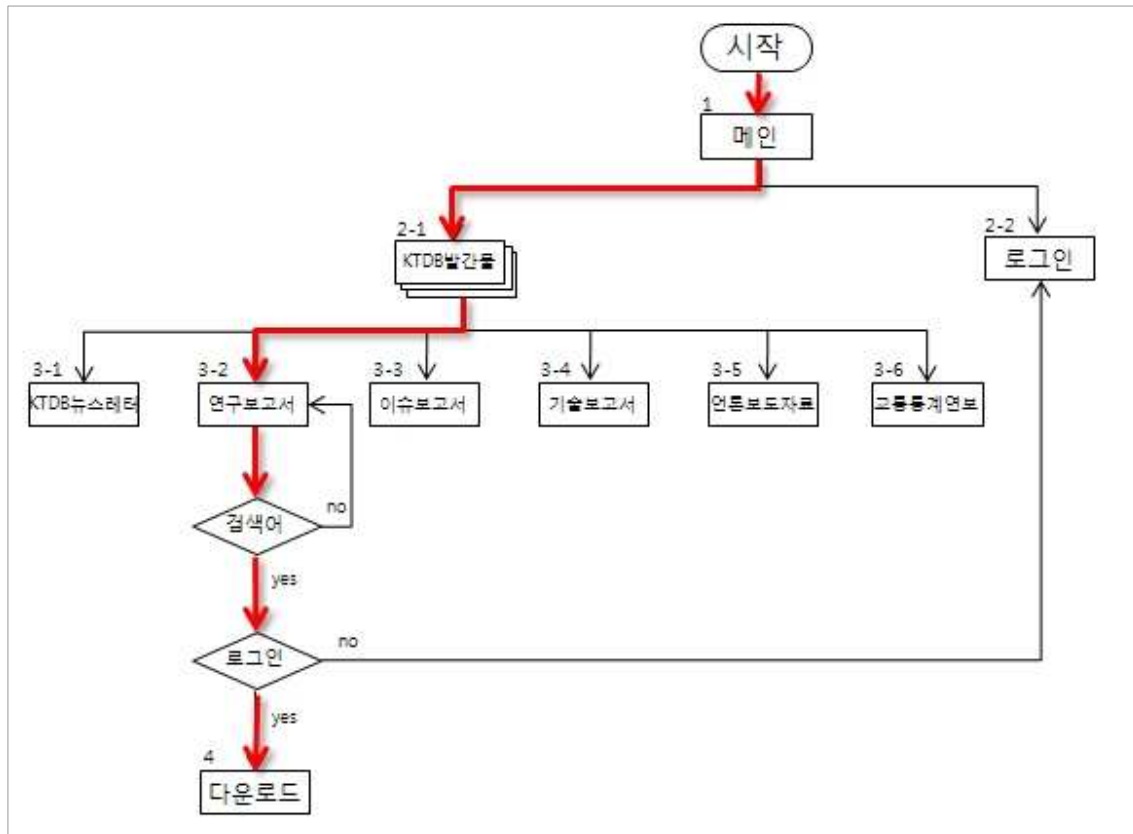 시작
1
메인
2-1
KTDB발간물
2-2
로그인
3-1
KTDB뉴스레터
3-2
연구보고서
3-3
이슈보고서
3-4
기술보고서
3-5
언론보도자료
3-6
교통통계연보
검색어
no
yes
로그인
no
yes
4
다운로드